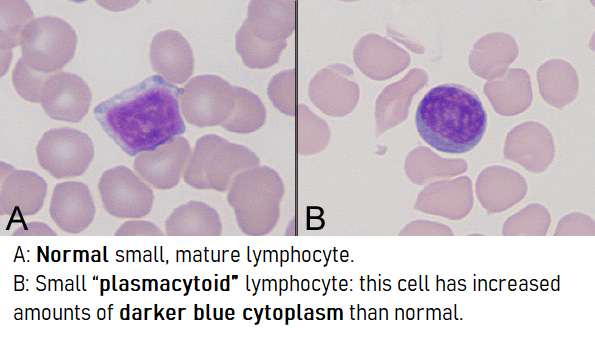 A B
A: Normal small, mature lymphocyte.
B: Small “plasmacytoid” lymphocyte: this cell has increased
amounts of darker blue cytoplasm than normal.